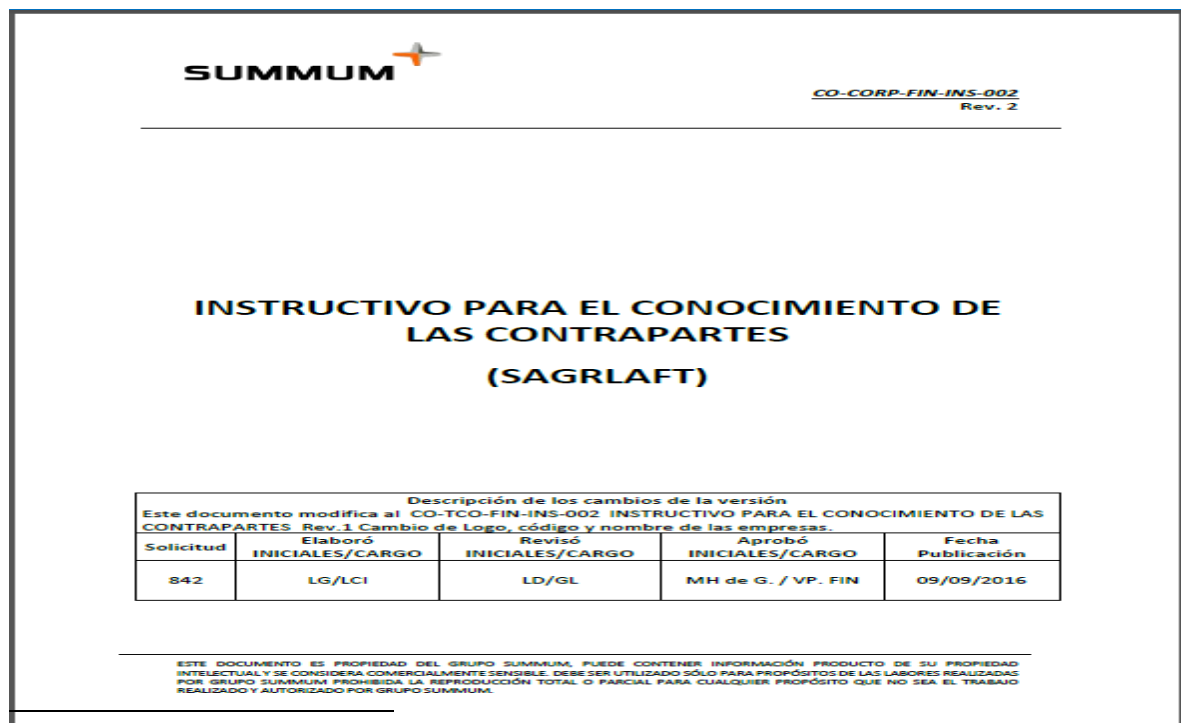 SUMMUM
CO-CORP-FIN-INS-002
Rev. 2
INSTRUCTIVO PARA EL CONOCIMIENTO DE
LAS CONTRAPARTES
(SAGRLAFT)
Descripción de los cambios de la versión
Este documento modifica al CO-TCO-FIN-INS-002 INSTRUCTIVO PARA EL CONOCIMIENTO DE LAS
CONTRAPARTES Rev.1 Cambio de Logo, código y nombre de las empresas.
Solicitud Elaboró INICIALES/CARGO Revisó INICIALES/CARGO Aprobó INICIALES/CARGO Fecha Publicación
842 LG/LCI LD/GL MH de G. / VP. FIN 09/09/2016
ESTE DOCUMENTO ES PROPIEDAD DEL GRUPO SUMMUM, PUEDE CONTENER INFORMACIÓN PRODUCTO DE SU PROPIEDAD
INTELECTUAL Y SE CONSIDERA COMERCIALMENTE SENSIBLE. DEBE SER UTILIZADO SÓLO PARA PROPÓSITOS DE LAS LABORES REALIZADAS
POR GRUPO SUMMUM PROHIBIDA LA REPRODUCCIÓN TOTAL O PARCIAL PARA CUALQUIER PROPÓSITO QUE NO SEA EL TRABAJO
REALIZADO Y AUTORIZADO POR GRUPO SUMMUM.